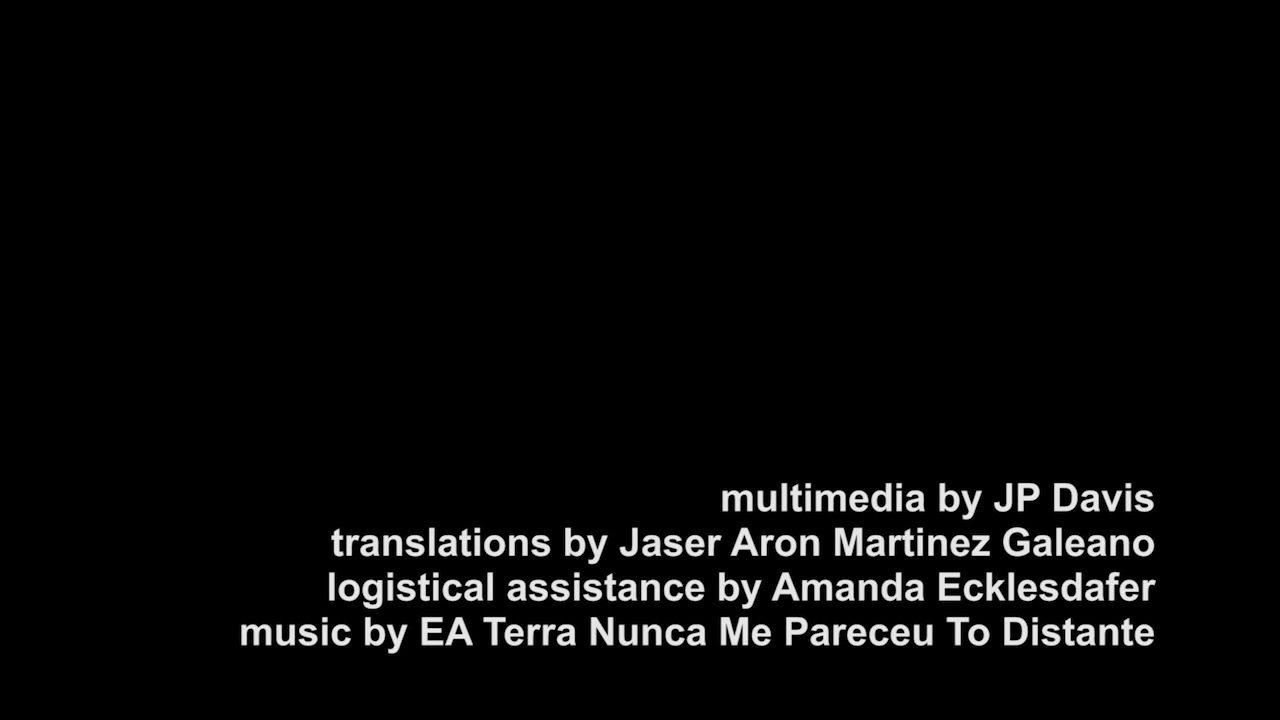 multimedia by JP Davis
translations by Jaser Aron Martinez Galeano
logistical assistance by Amanda Ecklesdafer
music by EA Terra Nunca Me Pareceu To Distante